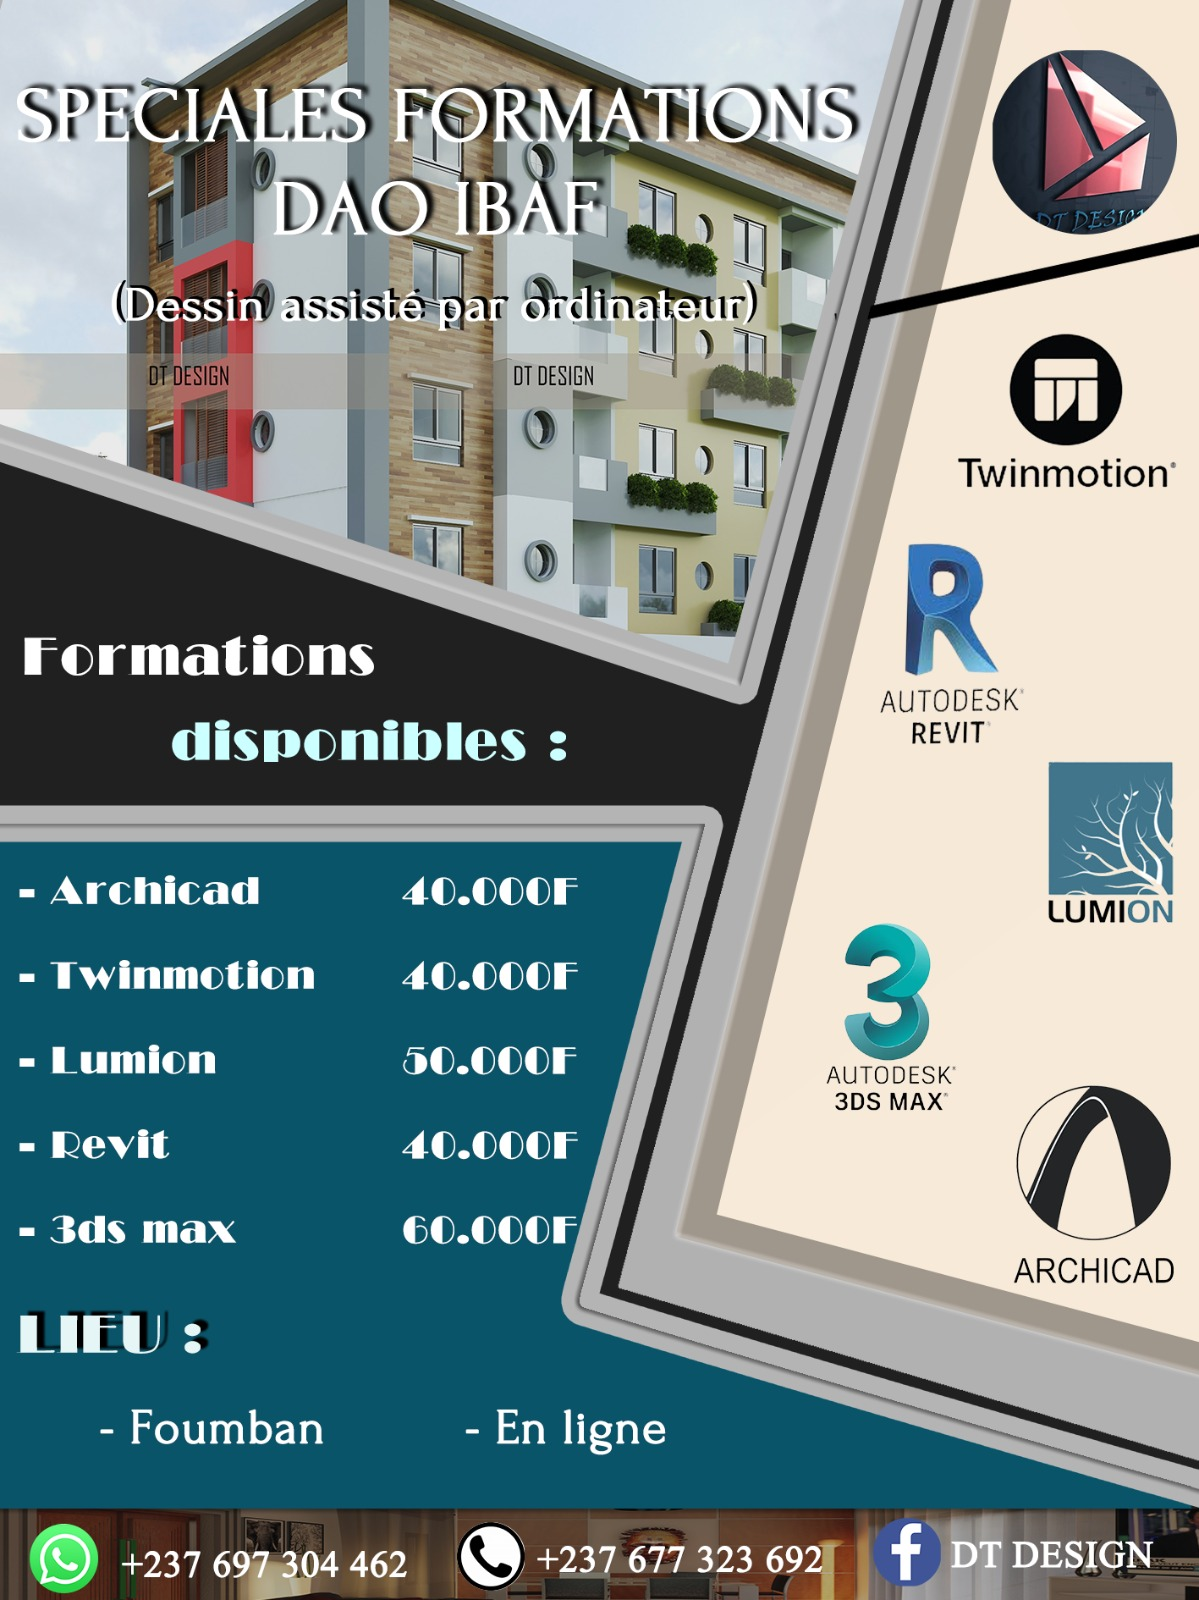 SPECIALES FORMATIONS
DAO IBAF
(Dessin assisté par ordinateur)
DT DESIGN
DT DESIGN
DT DESIGN
Twinmotion®
AUTODESK®
REVIT®
LUMION
AUTODESK®
3DS MAX®
ARCHICAD
Formations
disponibles :
- Archicad 40.000F
- Twinmotion 40.000F
- Lumion 50.000F
- Revit 40.000F
- 3ds max 60.000F
LIEU :
- Foumban - En ligne
+237 697 304 462 +237 677 323 692 DT DESIGN